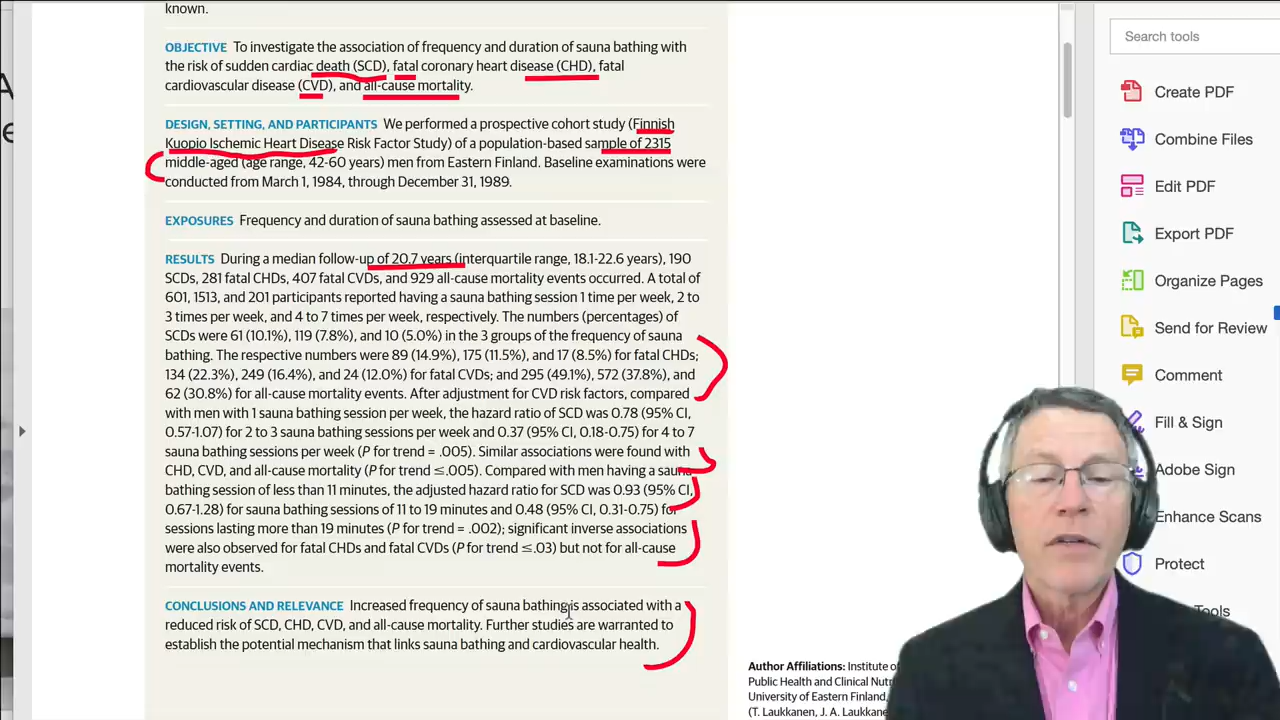 known.
OBJECTIVE To investigate the association of frequency and duration of sauna bathing with
the risk of sudden cardiac death (SCD), fatal coronary heart disease (CHD), fatal
cardiovascular disease (CVD), and all-cause mortality.
DESIGN, SETTING, AND PARTICIPANTS We performed a prospective cohort study (Finnish
Kuopio Ischemic Heart Disease Risk Factor Study) of a population-based sample of 2315
middle-aged (age range, 42-60 years) men from Eastern Finland. Baseline examinations were
conducted from March 1, 1984, through December 31, 1989.
EXPOSURES Frequency and duration of sauna bathing assessed at baseline.
RESULTS During a median follow-up of 20.7 years (interquartile range, 18.1-22.6 years), 190
SCDs, 281 fatal CHDs, 407 fatal CVDs, and 929 all-cause mortality events occurred. A total of
601, 1513, and 201 participants reported having a sauna bathing session 1 time per week, 2 to
3 times per week, and 4 to 7 times per week, respectively. The numbers (percentages) of
SCDs were 61 (10.1%), 119 (7.8%), and 10 (5.0%) in the 3 groups of the frequency of sauna
bathing. The respective numbers were 89 (14.9%), 175 (11.5%), and 17 (8.5%) for fatal CHDs;
134 (22.3%), 249 (16.4%), and 24 (12.0%) for fatal CVDs; and 295 (49.1%), 572 (37.8%), and
62 (30.8%) for all-cause mortality events. After adjustment for CVD risk factors, compared
with men with 1 sauna bathing session per week, the hazard ratio of SCD was 0.78 (95% CI,
0.57-1.07) for 2 to 3 sauna bathing sessions per week and 0.37 (95% CI, 0.18-0.75) for 4 to 7
sauna bathing sessions per week (P for trend = .005). Similar associations were found with
CHD, CVD, and all-cause mortality (P for trend ≤.005). Compared with men having a sauna
bathing session of less than 11 minutes, the adjusted hazard ratio for SCD was 0.93 (95% CI,
0.67-1.28) for sauna bathing sessions of 11 to 19 minutes and 0.48 (95% CI, 0.31-0.75) for
sessions lasting more than 19 minutes (P for trend = .002); significant inverse associations
were also observed for fatal CHDs and fatal CVDs (P for trend ≤.03) but not for all-cause
mortality events.
CONCLUSIONS AND RELEVANCE Increased frequency of sauna bathing is associated with a
reduced risk of SCD, CHD, CVD, and all-cause mortality. Further studies are warranted to
establish the potential mechanism that links sauna bathing and cardiovascular health.
Author Affiliations: Institute of
Public Health and Clinical Nutr
University of Eastern Finland,
(T. Laukkanen, J. A. Laukkane
Search tools
Create PDF
Combine Files
Edit PDF
Export PDF
Organize Pages
Send for Review
Comment
Fill & Sign
Adobe Sign
Enhance Scans
Protect
Tools